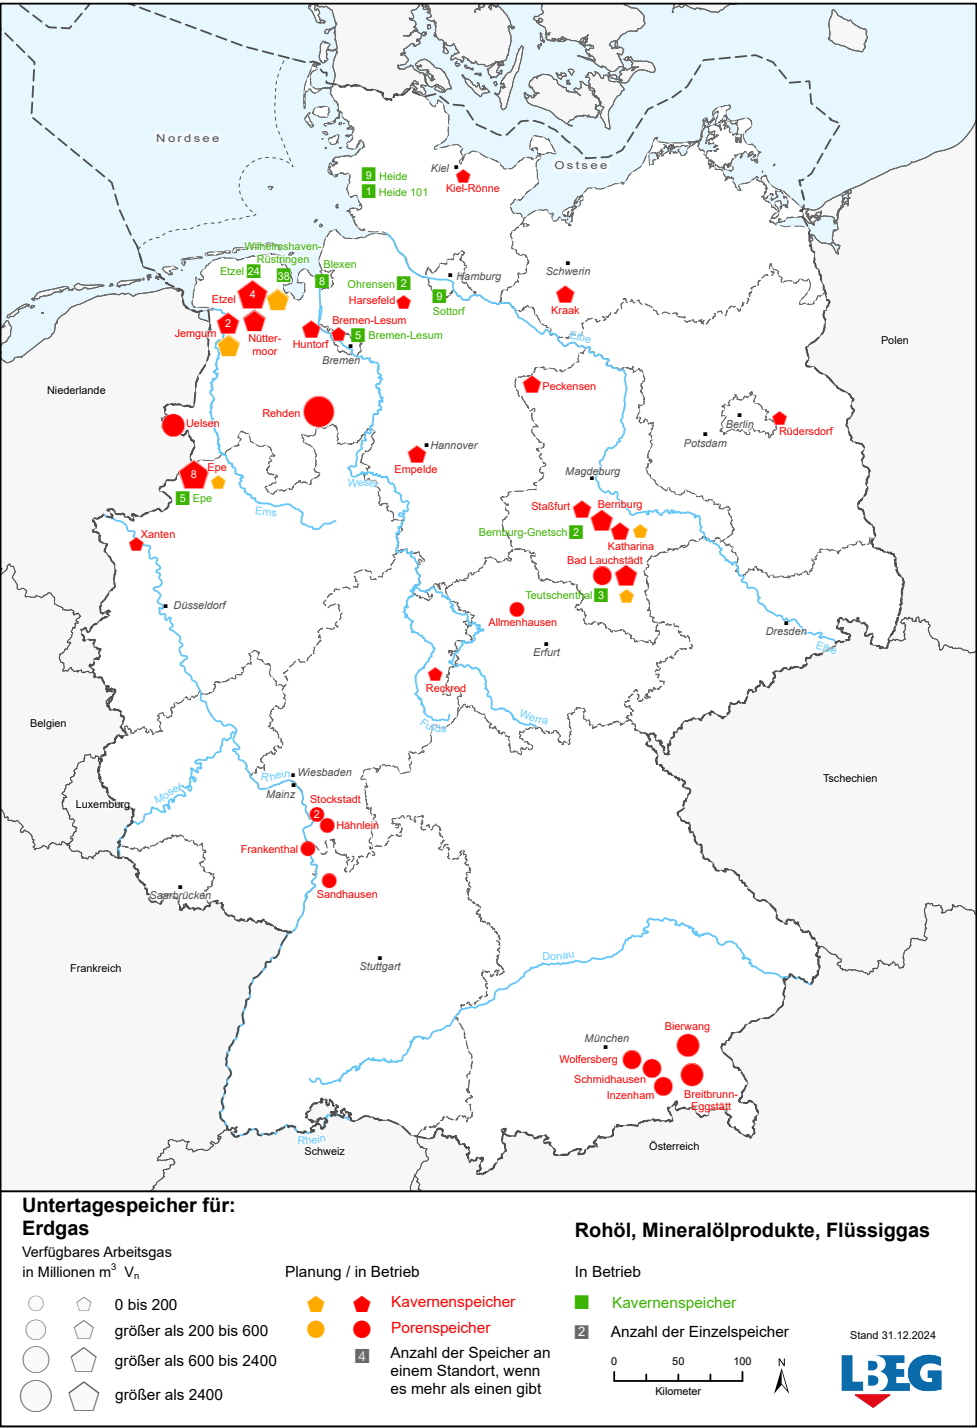 Nordsee
Ostsee
Kiel
9 Heide
1 Heide 101
Kiel-Rönne
Wilhelmshaven-
Rüstringen
38
Etzel 24
Blexen
8
Ohrensen 2
Hamburg
Schwerin
Etzel
4
Harsefeld
9
Sottorf
Kraak
Jemgum
2
Nütter-
moor
Huntorf
Bremen-Lesum
5 Bremen-Lesum
Bremen
Elbe
Polen
Niederlande
Peckensen
Rehden
Uelsen
Berlin
Rüdersdorf
Potsdam
Hannover
Empelde
Epe
8
5 Epe
Weser
Ems
Magdeburg
Staßfurt
Bernburg
Bernburg-Gnetsch 2
Katharina
Xanten
Bad Lauchstädt
Teutschenthal 3
Düsseldorf
Allmenhausen
Erfurt
Dresden
Elbe
Reckrod
Fulda
Werra
Belgien
Luxemburg
Mosel
Rhein
Wiesbaden
Mainz
Tschechien
Stockstadt
2
Hähnlein
Frankenthal
Sandhausen
Saarbrücken
Frankreich
Stuttgart
Donau
München
Bierwang
Wolfersberg
Schmidhausen
Inzenham
Breitbrunn-
Eggstätt
Rhein
Schweiz
Österreich
Untertagespeicher für:
Erdgas
Rohöl, Mineralölprodukte, Flüssiggas
Verfügbares Arbeitsgas
in Millionen m³ Vₙ
Planung / in Betrieb
In Betrieb
0 bis 200
größer als 200 bis 600
größer als 600 bis 2400
größer als 2400
Kavernenspeicher
Porenspeicher
4 Anzahl der Speicher an
einem Standort, wenn
es mehr als einen gibt
Kavernenspeicher
2 Anzahl der Einzelspeicher
0 50 100
Kilometer
N
Stand 31.12.2024
LBEG